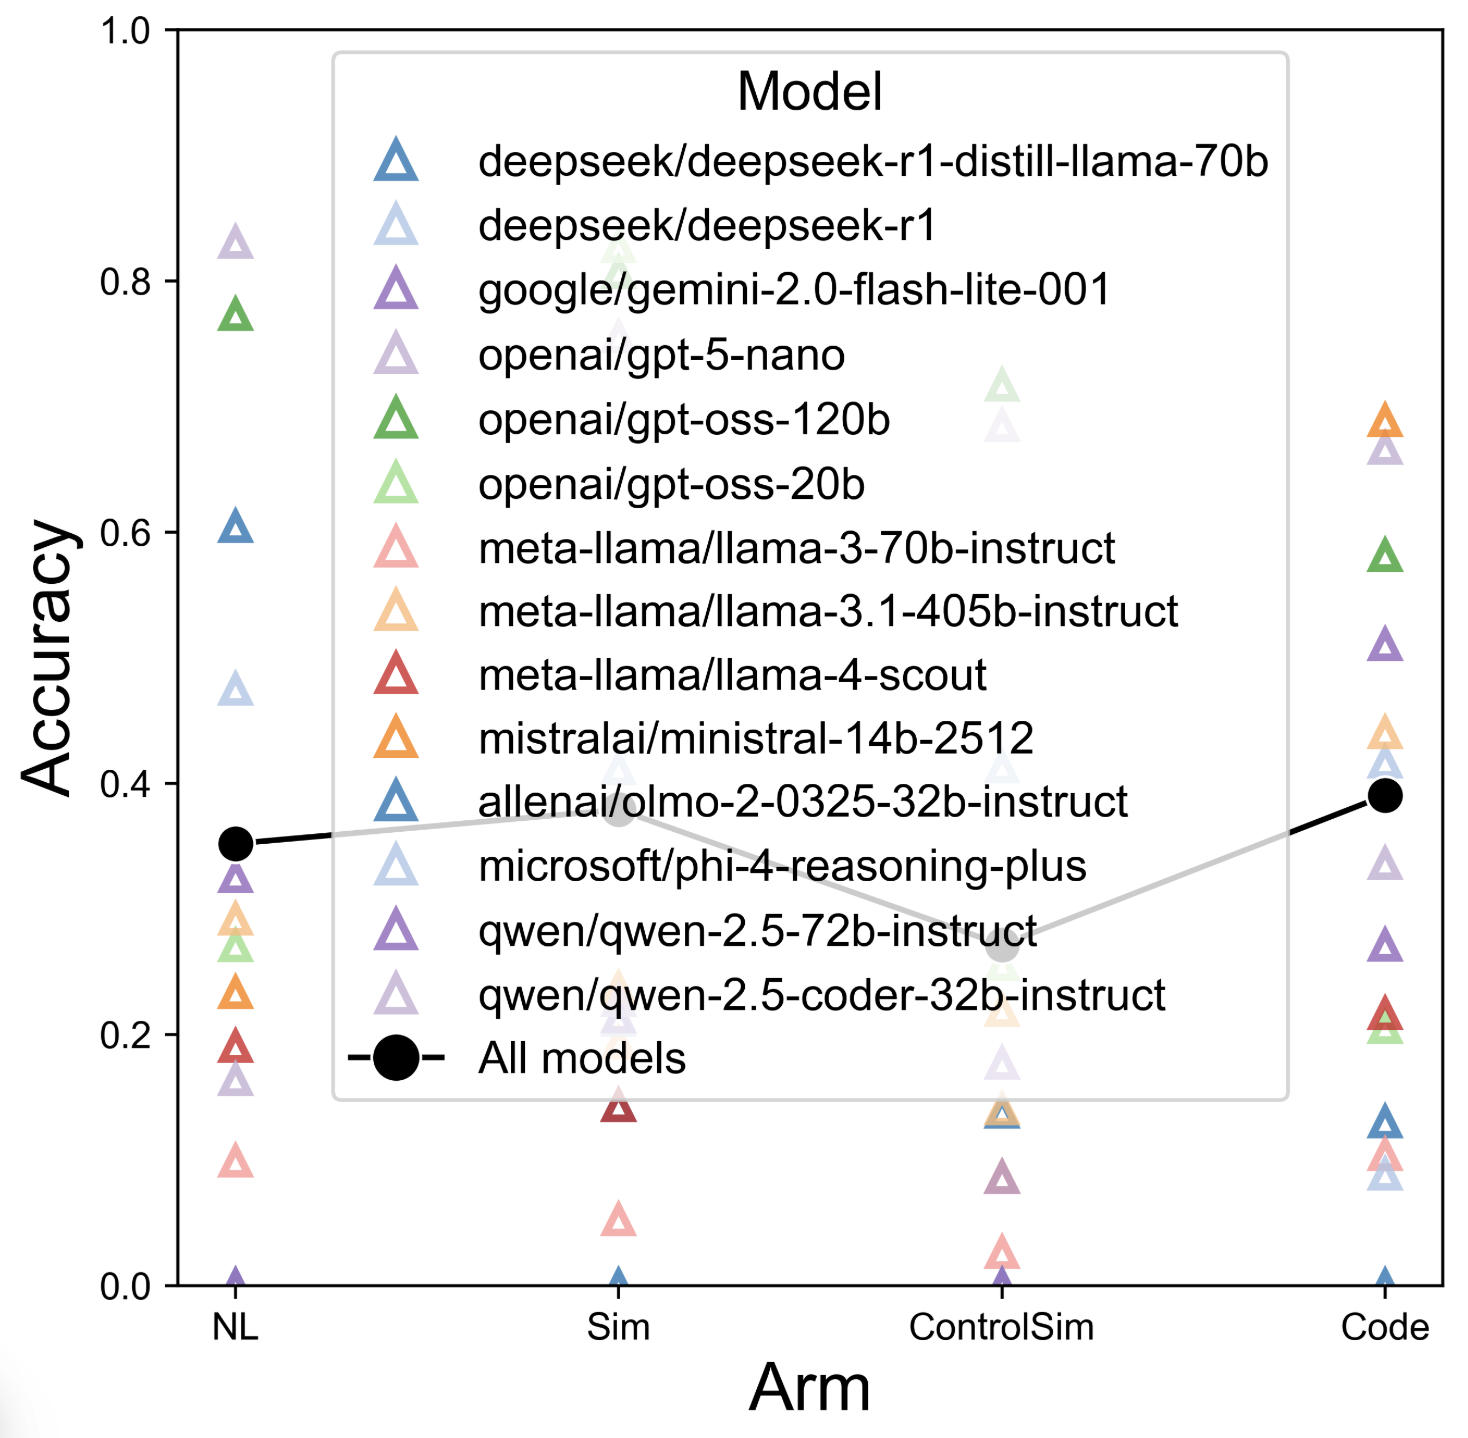 1.0
0.8
0.6
0.4
0.2
0.0
Accuracy
Model
deepseek/deepseek-r1-distill-llama-70b
deepseek/deepseek-r1
google/gemini-2.0-flash-lite-001
openai/gpt-5-nano
openai/gpt-oss-120b
openai/gpt-oss-20b
meta-llama/llama-3-70b-instruct
meta-llama/llama-3.1-405b-instruct
meta-llama/llama-4-scout
mistralai/ministral-14b-2512
allenai/olmo-2-0325-32b-instruct
microsoft/phi-4-reasoning-plus
qwen/qwen-2.5-72b-instruct
qwen/qwen-2.5-coder-32b-instruct
All models
NL Sim ControlSim Code
Arm